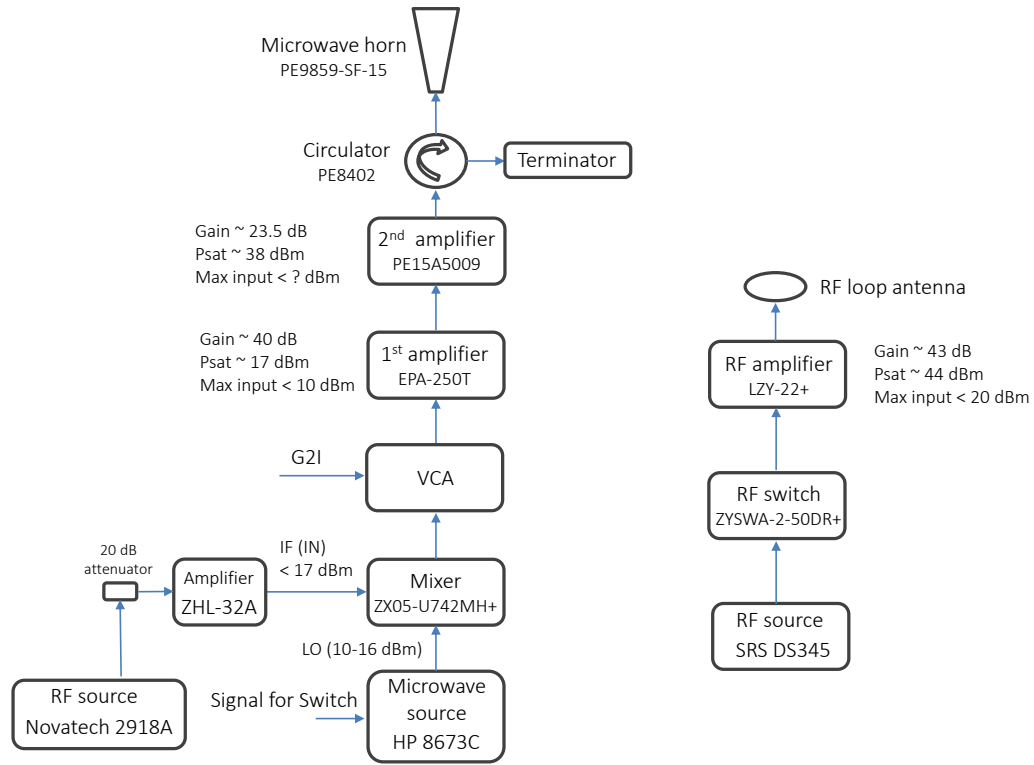 Microwave horn
PE9859-SF-15
Circulator
PE8402
Terminator
Gain ~ 23.5 dB
Psat ~ 38 dBm
Max input < ? dBm
2nd amplifier
PE15A5009
Gain ~ 40 dB
Psat ~ 17 dBm
Max input < 10 dBm
1st amplifier
EPA-250T
G2I
VCA
20 dB
attenuator
Amplifier
ZHL-32A
IF (IN)
< 17 dBm
Mixer
ZX05-U742MH+
LO (10-16 dBm)
RF source
Novatech 2918A
Signal for Switch
Microwave
source
HP 8673C
RF loop antenna
RF amplifier
LZY-22+
Gain ~ 43 dB
Psat ~ 44 dBm
Max input < 20 dBm
RF switch
ZYSWA-2-50DR+
RF source
SRS DS345